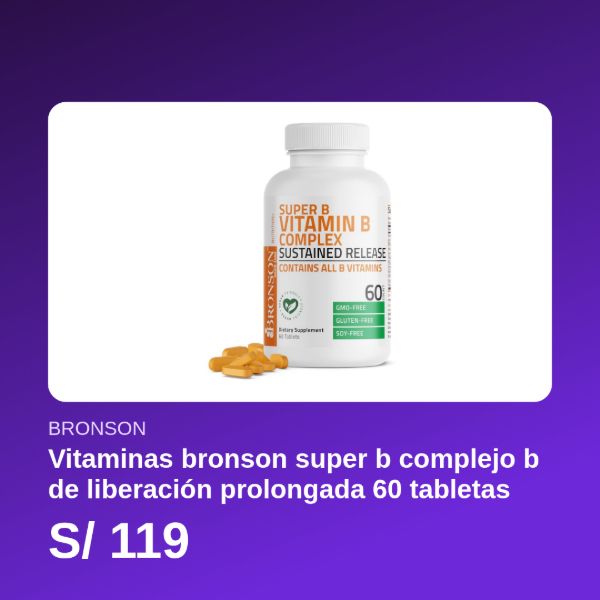 SUPER B
VITAMIN B
COMPLEX
SUSTAINED RELEASE
CONTAINS ALL B VITAMINS
BRONSON
60
GMO-FREE
GLUTEN-FREE
SOY-FREE
Dietary Supplement
60 Tablets
BRONSON
Vitaminas bronson super b complejo b
de liberación prolongada 60 tabletas
S/ 119